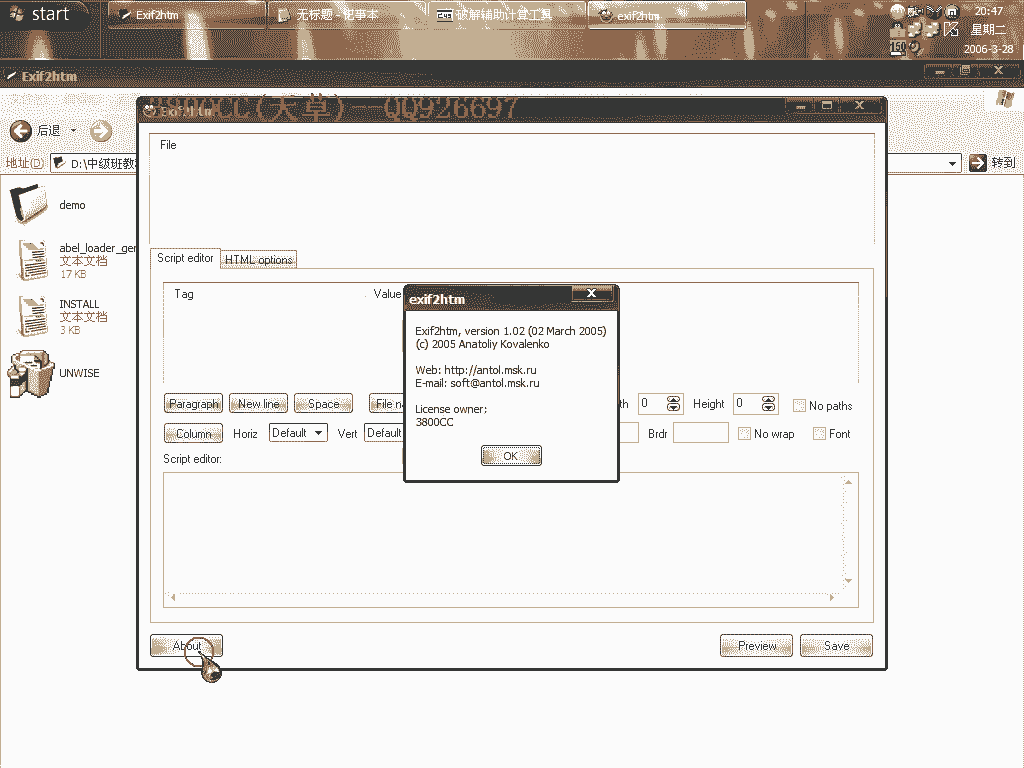 start
Exif2htm
无标题 - 记事本
破解辅助计算工具
exif2htm
20:47
星期二
2006-3-28
150
Exif2htm
3800CC(天草)--QQ926697
Exif2htm
后退
地址(D)
D:\中级班教
转到
demo
abel_loader_ger
文本文档
17 KB
INSTALL
文本文档
3 KB
UNWISE
File
Script editor
HTML options
Tag
Value
Paragraph
New line
Space
File n
th
0
Height
0
No paths
Column
Horiz
Default
Vert
Default
Brdr
No wrap
Font
Script editor:
exif2htm
Exif2htm, version 1.02 (02 March 2005)
(c) 2005 Anatoliy Kovalenko
Web: http://antol.msk.ru
E-mail: soft@antol.msk.ru
License owner:
3800CC
OK
About
Preview
Save